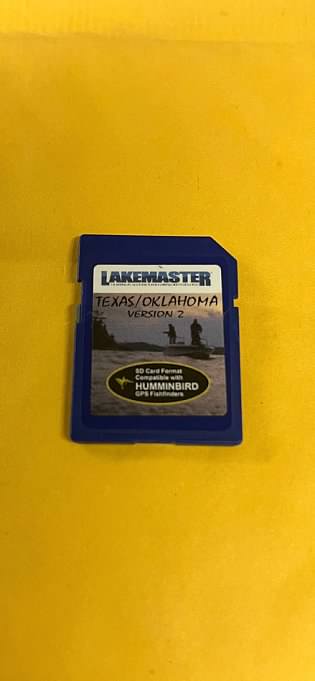 LAKEMASTER
TEXAS/OKLAHOMA
VERSION 2
SD Card Format
Compatible with
HUMMINBIRD
GPS Fishfinders